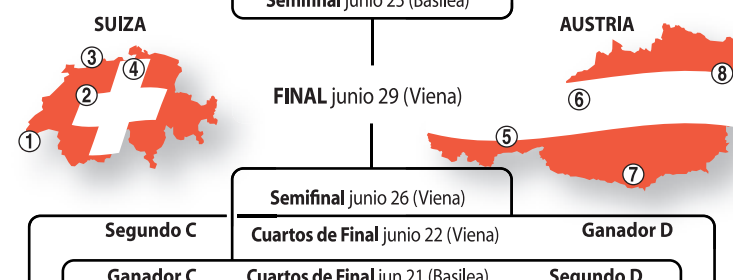 Semifinal junio 25 (Basilea)
SUIZA
AUSTRIA
3
4
2
1
FINAL junio 29 (Viena)
8
6
5
7
Semifinal junio 26 (Viena)
Segundo C
Cuartos de Final junio 22 (Viena)
Ganador D
Ganador C
Cuartos de Final jun 21 (Basilea)
Segundo D